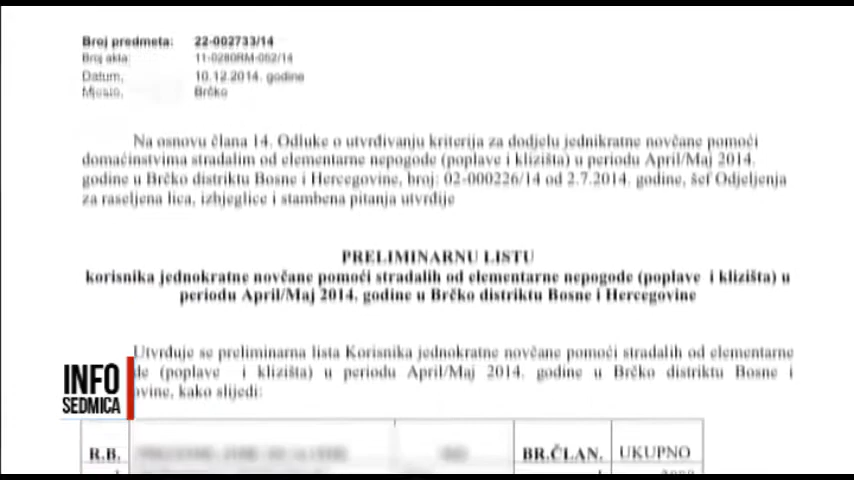 Broj predmeta: 22-002733/14
Broj akta: 11-0280RM-052/14
Datum, 10.12.2014. godine
Mjesto, Brčko
Na osnovu člana 14. Odluke o utvrđivanju kriterija za dodjelu jednikratne novčane pomoći
domaćinstvima stradalim od elementarne nepogode (poplave i klizišta) u periodu April/Maj 2014.
godine u Brčko distriktu Bosne i Hercegovine, broj: 02-000226/14 od 2.7.2014. godine, šef Odjeljenja
za raseljena lica, izbjeglice i stambena pitanja utvrđije
PRELIMINARNU LISTU
korisnika jednokratne novčane pomoći stradalih od elementarne nepogode (poplave i klizišta) u
periodu April/Maj 2014. godine u Brčko distriktu Bosne i Hercegovine
Utvrđuje se preliminarna lista Korisnika jednokratne novčane pomoći stradalih od elementarne
de (poplave i klizišta) u periodu April/Maj 2014. godine u Brčko distriktu Bosne i
ovine, kako slijedi:
INFO
SEDMICA
R.B. BR.ČLAN. UKUPNO